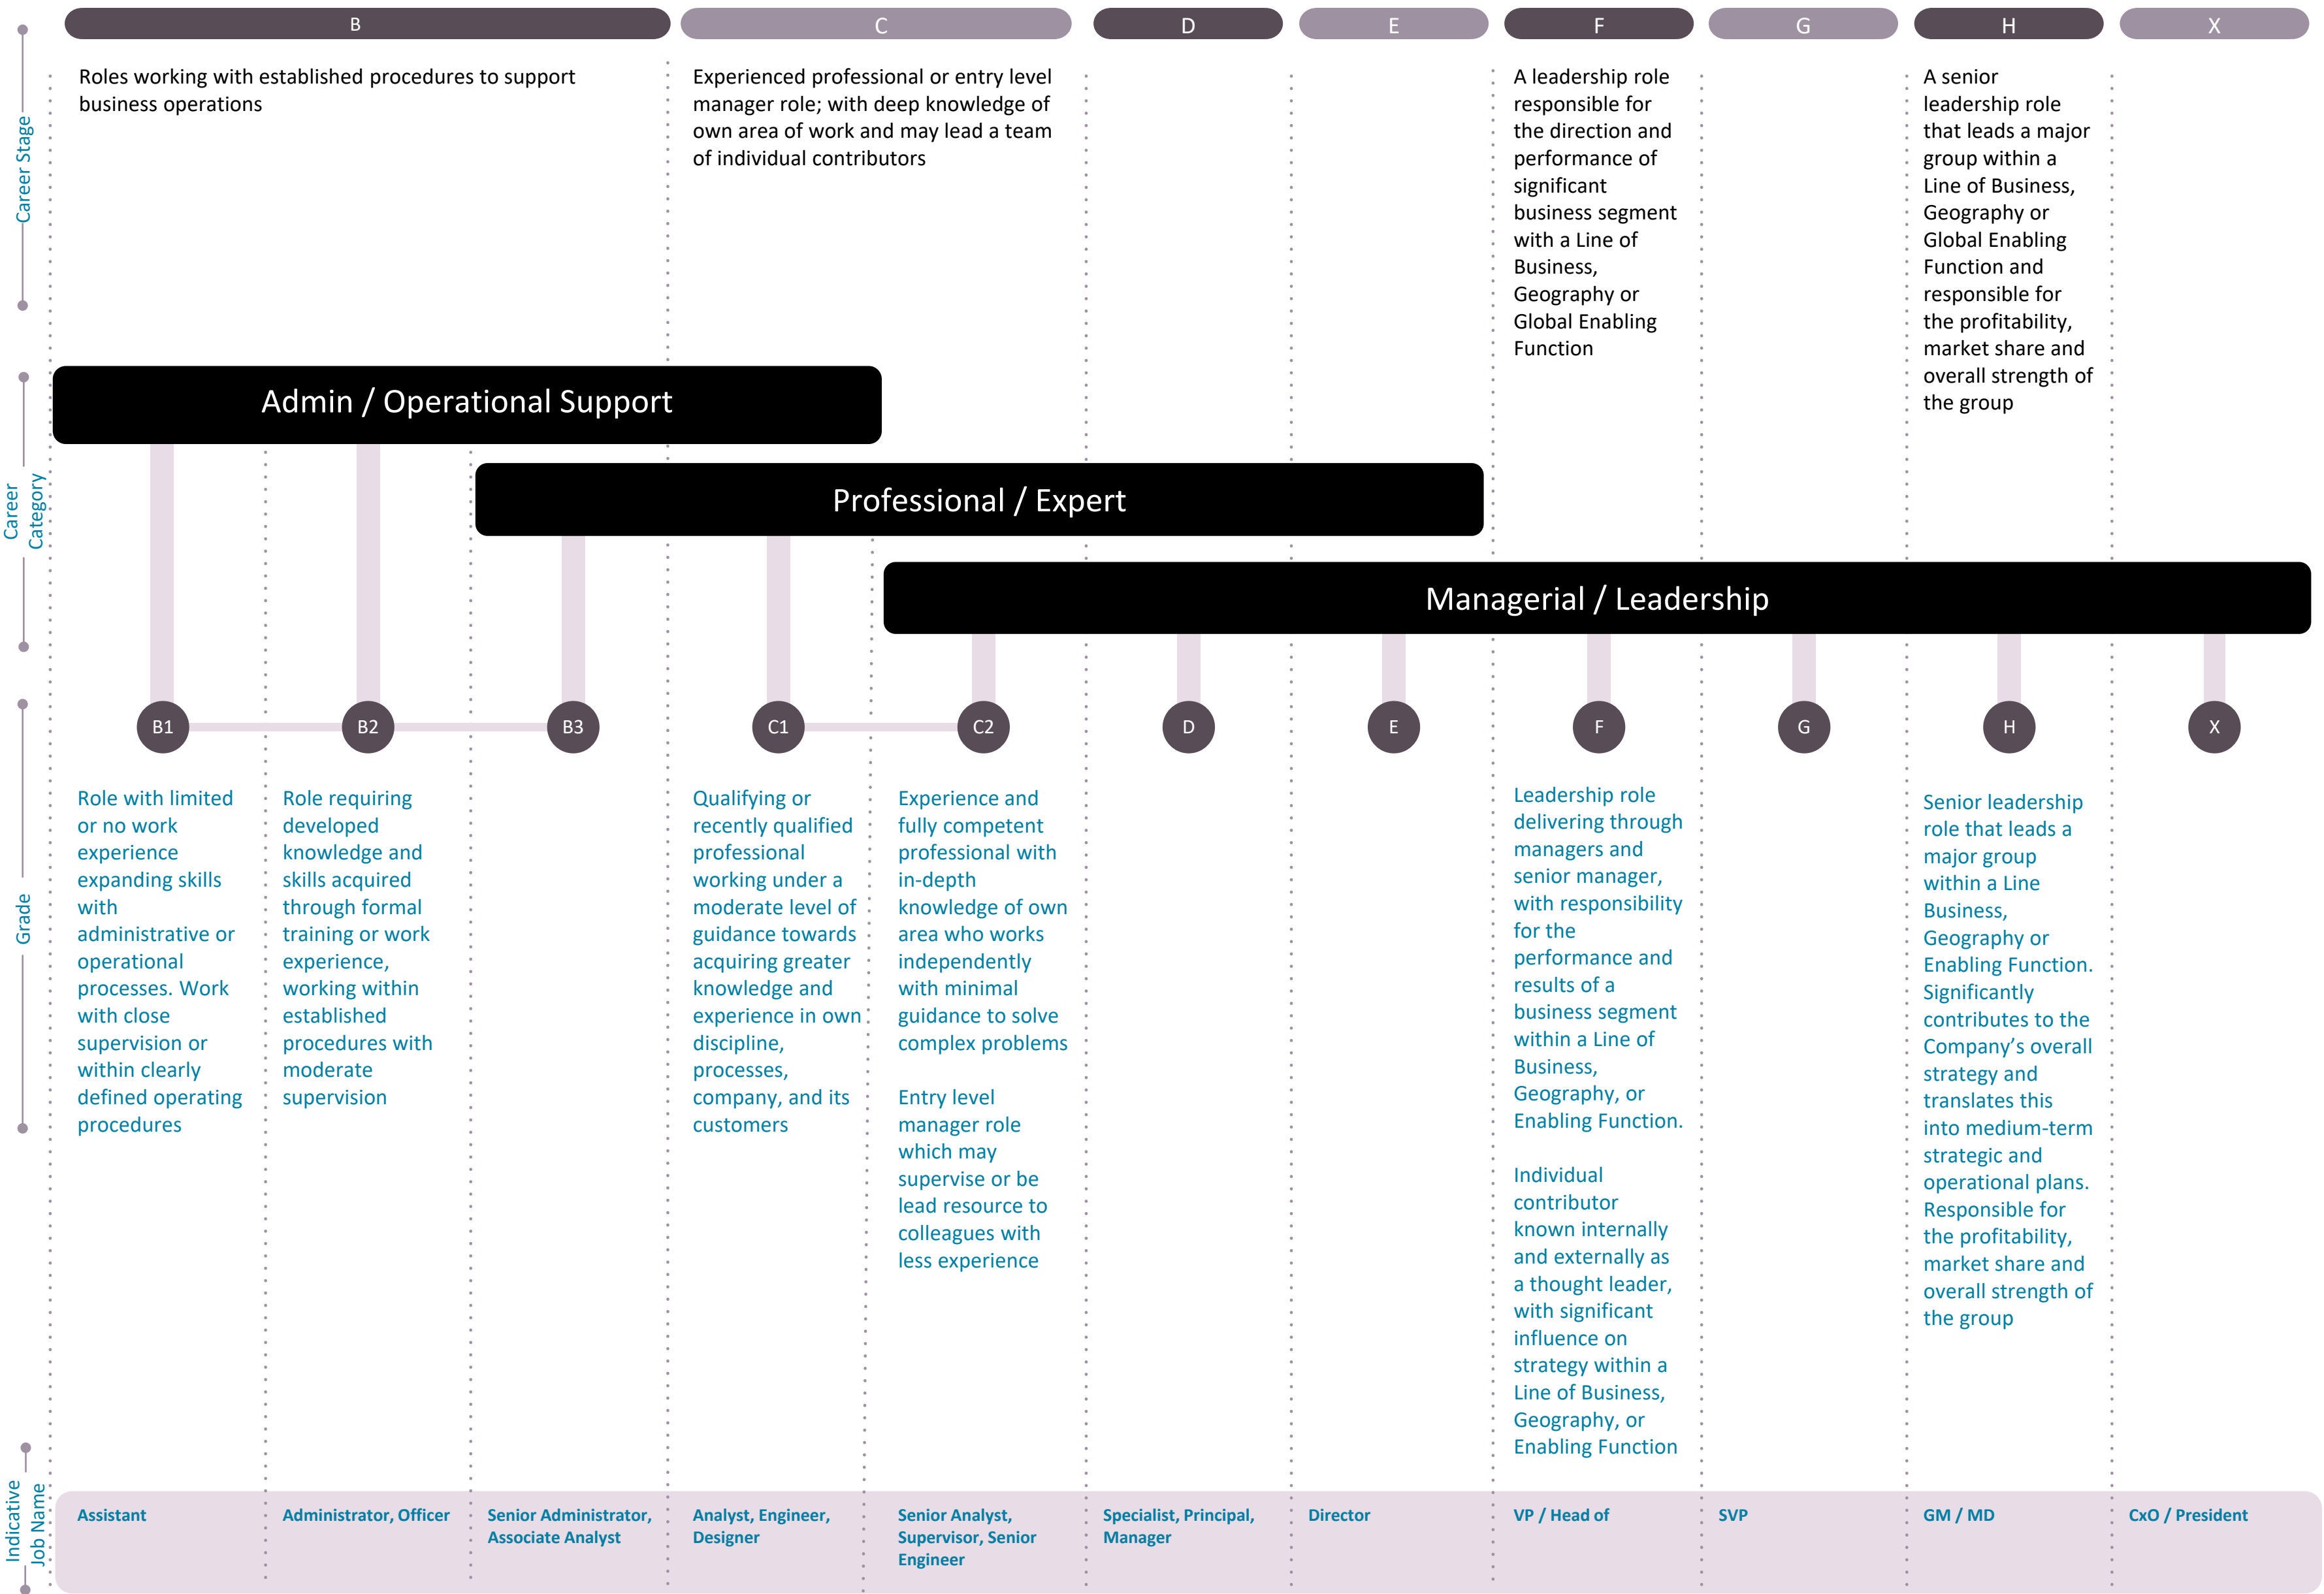 B
C
D
E
F
G
H
X
Career Stage
Roles working with established procedures to support
business operations
Experienced professional or entry level
manager role; with deep knowledge of
own area of work and may lead a team
of individual contributors
A leadership role
responsible for
the direction and
performance of
significant
business segment
with a Line of
Business,
Geography or
Global Enabling
Function
A senior
leadership role
that leads a major
group within a
Line of Business,
Geography or
Global Enabling
Function and
responsible for
the profitability,
market share and
overall strength of
the group
Career
Category
Admin / Operational Support
Professional / Expert
Managerial / Leadership
Grade
B1
B2
B3
C1
C2
D
E
F
G
H
X
Role with limited
or no work
experience
expanding skills
with
administrative or
operational
processes. Work
with close
supervision or
within clearly
defined operating
procedures
Role requiring
developed
knowledge and
skills acquired
through formal
training or work
experience,
working within
established
procedures with
moderate
supervision
Qualifying or
recently qualified
professional
working under a
moderate level of
guidance towards
acquiring greater
knowledge and
experience in own
discipline,
processes,
company, and its
customers
Experience and
fully competent
professional with
in-depth
knowledge of own
area who works
independently
with minimal
guidance to solve
complex problems
Entry level
manager role
which may
supervise or be
lead resource to
colleagues with
less experience
Leadership role
delivering through
managers and
senior manager,
with responsibility
for the
performance and
results of a
business segment
within a Line of
Business,
Geography, or
Enabling Function.
Individual
contributor
known internally
and externally as
a thought leader,
with significant
influence on
strategy within a
Line of Business,
Geography, or
Enabling Function
Senior leadership
role that leads a
major group
within a Line
Business,
Geography or
Enabling Function.
Significantly
contributes to the
Company’s overall
strategy and
translates this
into medium-term
strategic and
operational plans.
Responsible for
the profitability,
market share and
overall strength of
the group
Indicative
Job Name
Assistant
Administrator, Officer
Senior Administrator,
Associate Analyst
Analyst, Engineer,
Designer
Senior Analyst,
Supervisor, Senior
Engineer
Specialist, Principal,
Manager
Director
VP / Head of
SVP
GM / MD
CxO / President